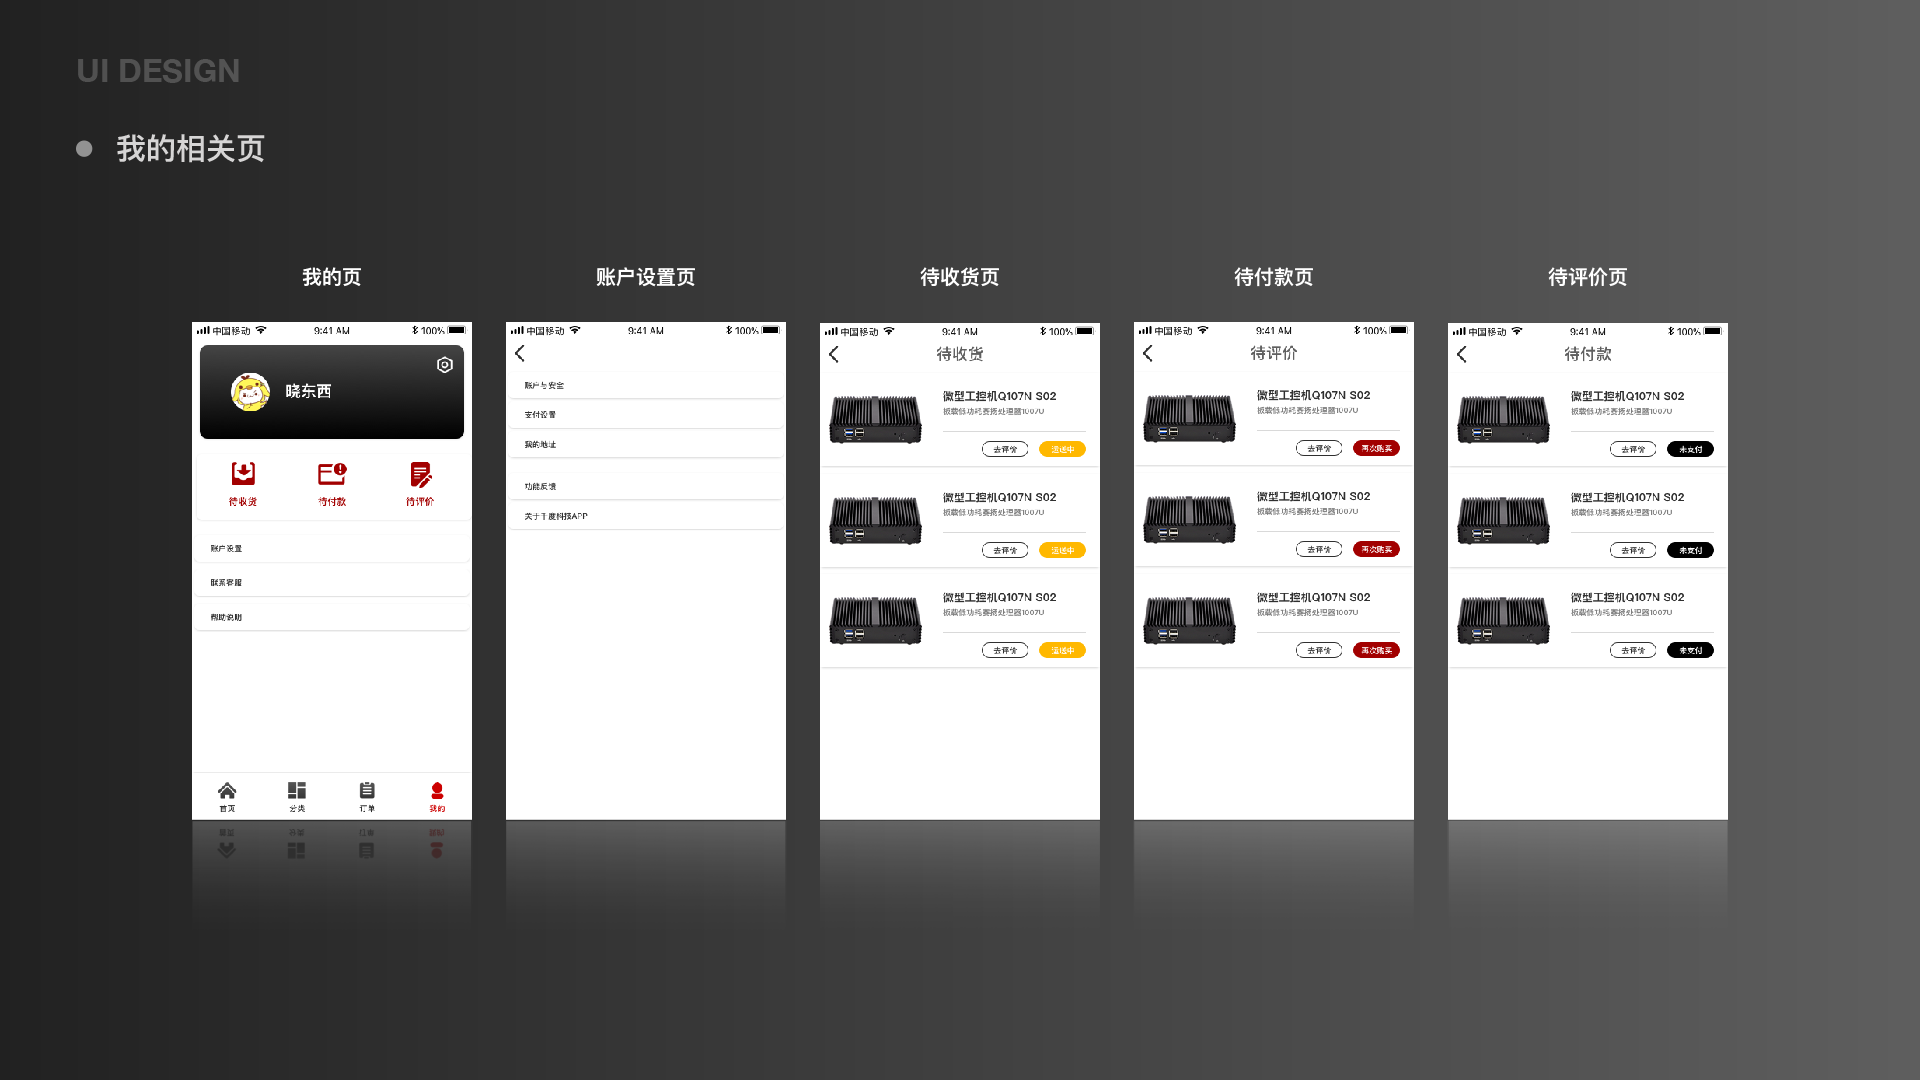 UI DESIGN
我的相关页
我的页
账户设置页
待收货页
待付款页
待评价页
中国移动
9:41 AM
100%
晓东西
待收货
待付款
待评价
账户设置
联系客服
帮助说明
首页
分类
订单
我的
中国移动
9:41 AM
100%
账户与安全
支付设置
我的地址
功能反馈
关于千度科技APP
中国移动
9:41 AM
100%
待收货
微型工控机Q107N S02
板载低功耗赛扬处理器1007U
去评价
运送中
微型工控机Q107N S02
板载低功耗赛扬处理器1007U
去评价
运送中
微型工控机Q107N S02
板载低功耗赛扬处理器1007U
去评价
运送中
中国移动
9:41 AM
100%
待评价
微型工控机Q107N S02
板载低功耗赛扬处理器1007U
去评价
再次购买
微型工控机Q107N S02
板载低功耗赛扬处理器1007U
去评价
再次购买
微型工控机Q107N S02
板载低功耗赛扬处理器1007U
去评价
再次购买
中国移动
9:41 AM
100%
待付款
微型工控机Q107N S02
板载低功耗赛扬处理器1007U
去评价
未支付
微型工控机Q107N S02
板载低功耗赛扬处理器1007U
去评价
未支付
微型工控机Q107N S02
板载低功耗赛扬处理器1007U
去评价
未支付